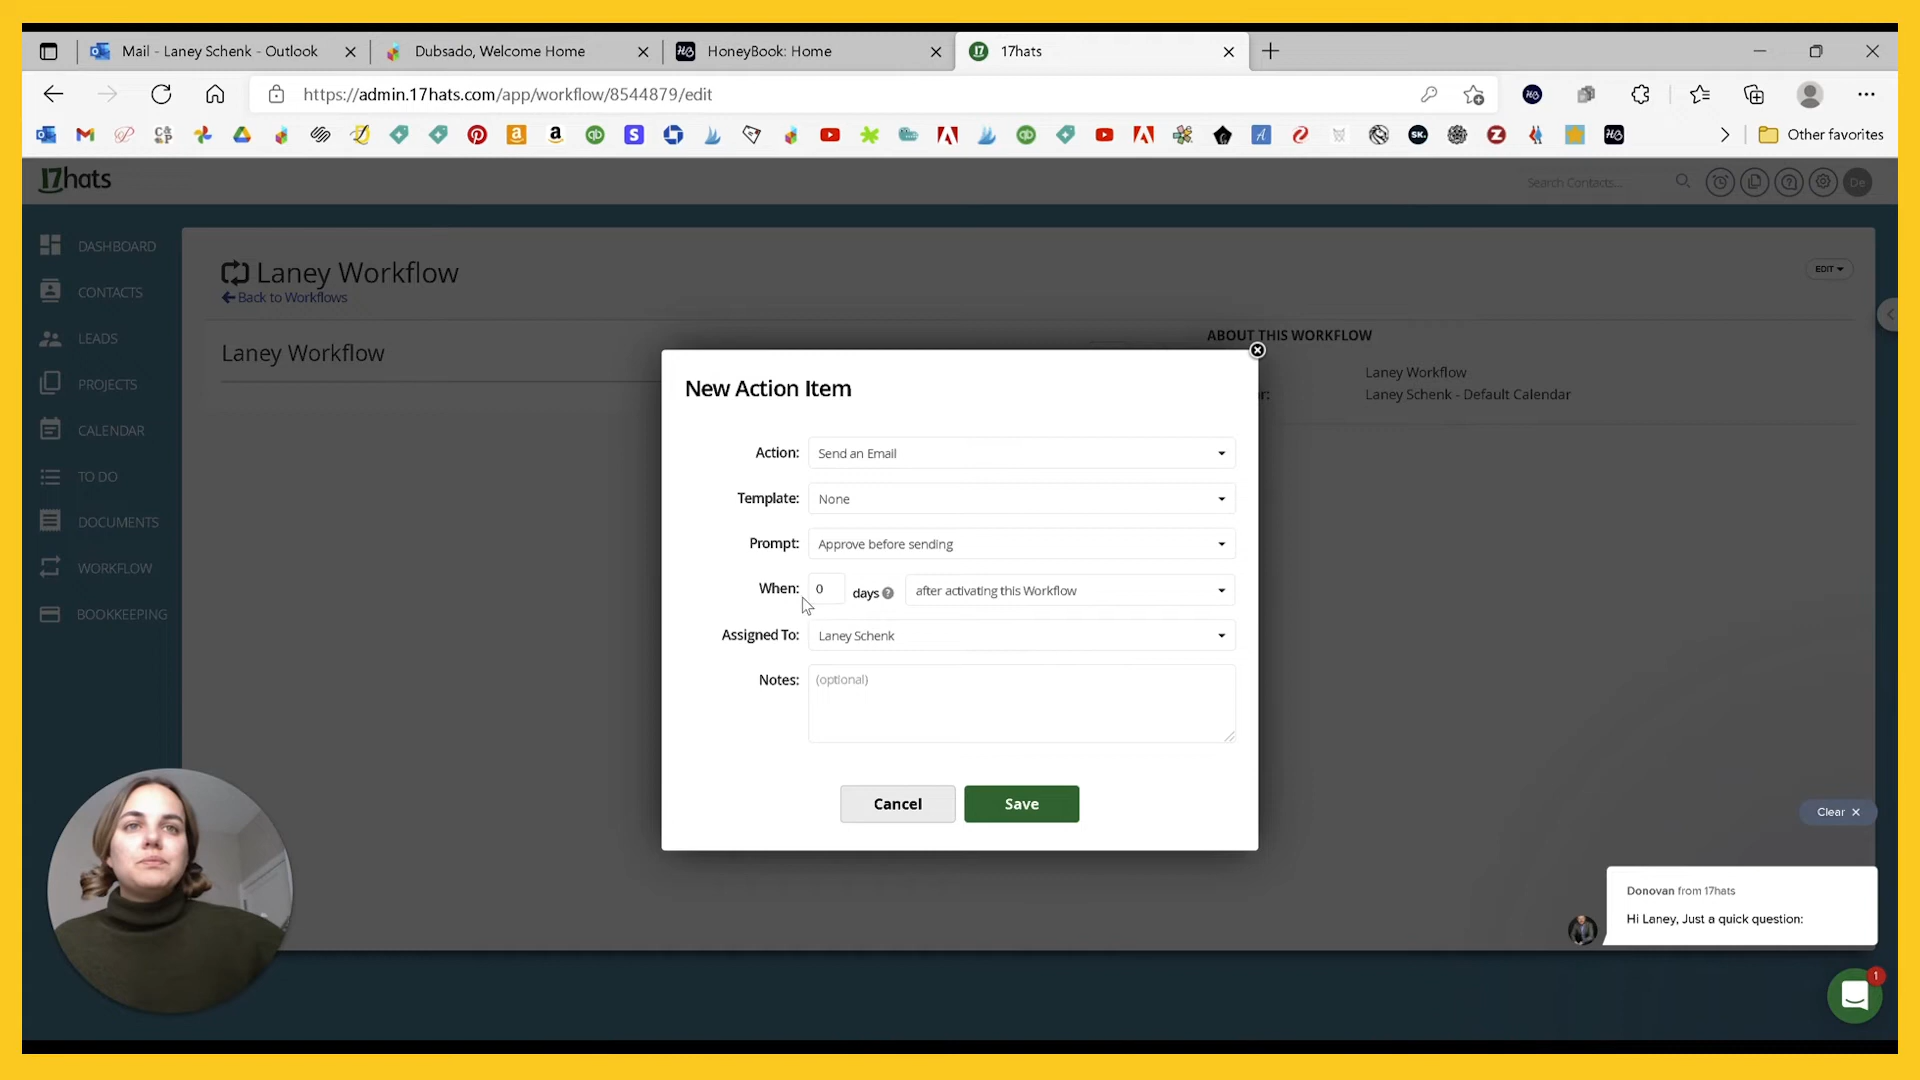 Mail - Laney Schenk - Outlook
Dubsado, Welcome Home
HoneyBook: Home
17hats
https://admin.17hats.com/app/workflow/8544879/edit
Other favorites
17hats
Search Contacts...
De
DASHBOARD
CONTACTS
LEADS
PROJECTS
CALENDAR
TO DO
DOCUMENTS
WORKFLOW
BOOKKEEPING
Laney Workflow
Back to Workflows
EDIT
Laney Workflow
ABOUT THIS WORKFLOW
Laney Workflow
Laney Schenk - Default Calendar
New Action Item
Action: Send an Email
Template: None
Prompt: Approve before sending
When: 0 days ? after activating this Workflow
Assigned To: Laney Schenk
Notes: (optional)
Cancel
Save
Clear
Donovan from 17hats
Hi Laney, Just a quick question:
1